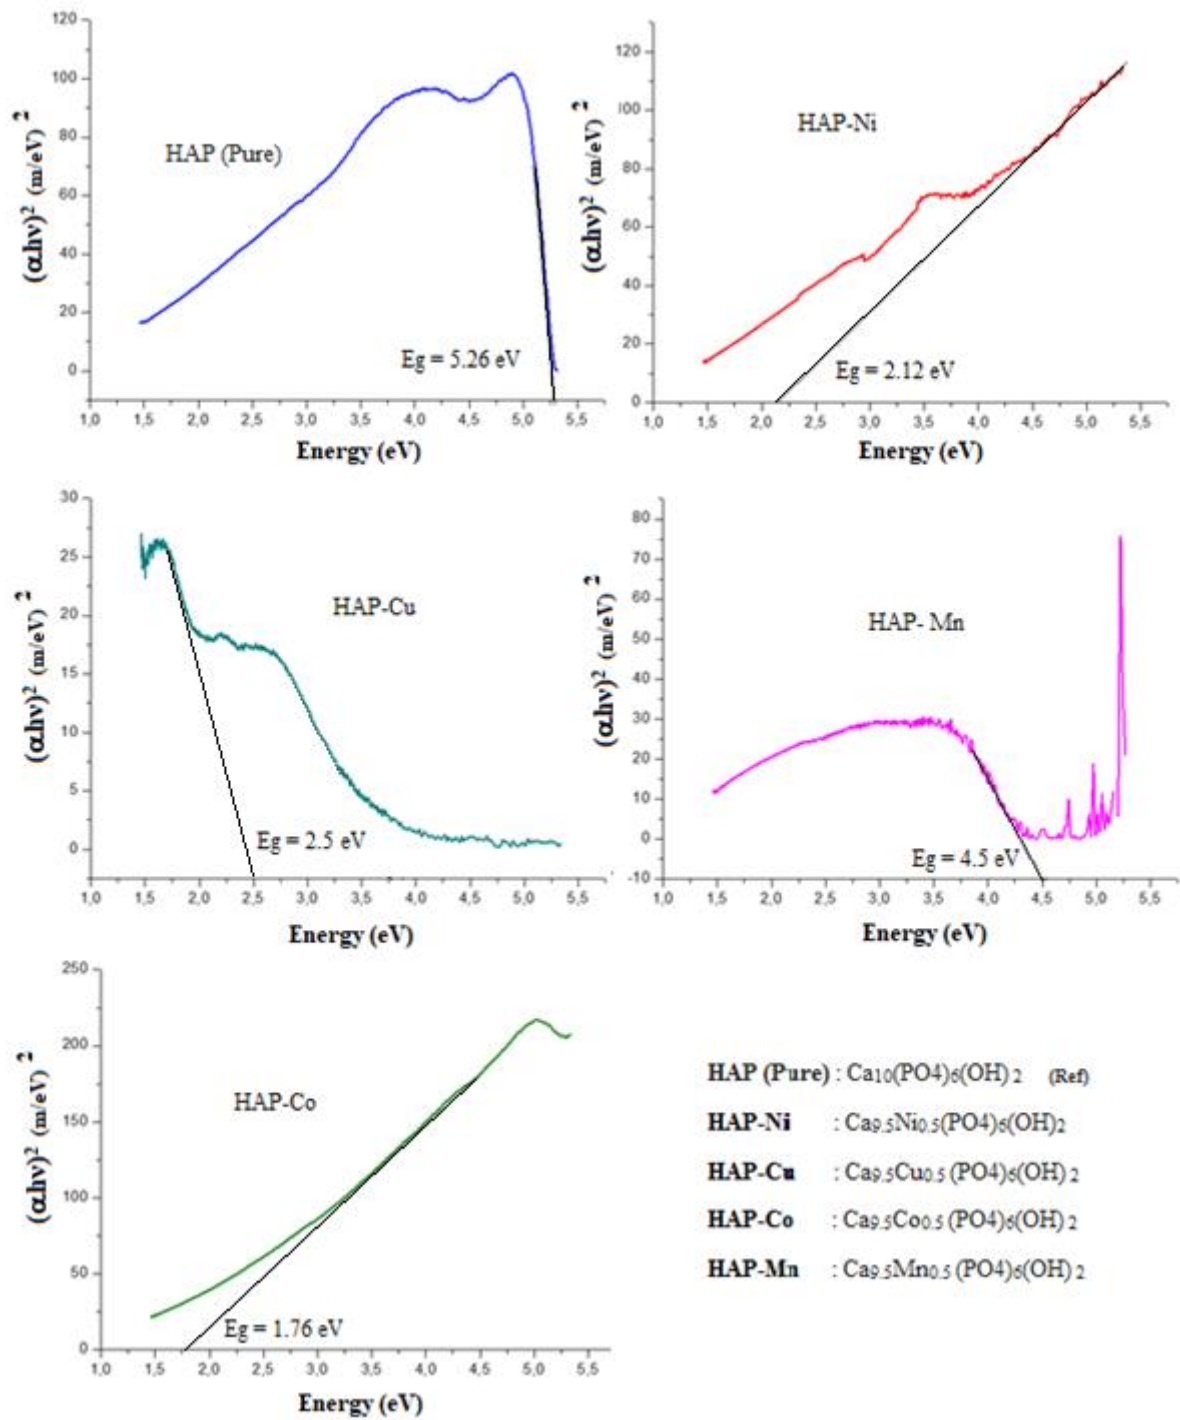 120
100
80
60
40
20
0
(αhν)² (m/eV)²
HAP (Pure)
Eg = 5.26 eV
1,0 1,5 2,0 2,5 3,0 3,5 4,0 4,5 5,0 5,5
Energy (eV)
120
100
80
60
40
20
0
(αhν)² (m/eV)²
HAP-Ni
Eg = 2.12 eV
1,0 1,5 2,0 2,5 3,0 3,5 4,0 4,5 5,0 5,5
Energy (eV)
30
25
20
15
10
5
0
(αhν)² (m/eV)²
HAP-Cu
Eg = 2.5 eV
1,0 1,5 2,0 2,5 3,0 3,5 4,0 4,5 5,0 5,5
Energy (eV)
80
70
60
50
40
30
20
10
0
-10
(αhν)² (m/eV)²
HAP- Mn
Eg = 4.5 eV
1,0 1,5 2,0 2,5 3,0 3,5 4,0 4,5 5,0 5,5
Energy (eV)
250
200
150
100
50
0
(αhν)² (m/eV)²
HAP-Co
Eg = 1.76 eV
1,0 1,5 2,0 2,5 3,0 3,5 4,0 4,5 5,0 5,5
Energy (eV)
HAP (Pure) : Ca10(PO4)6(OH) 2 (Ref)
HAP-Ni : Ca9.5Ni0.5(PO4)6(OH)2
HAP-Cu : Ca9.5Cu0.5 (PO4)6(OH) 2
HAP-Co : Ca9.5Co0.5 (PO4)6(OH) 2
HAP-Mn : Ca9.5Mn0.5 (PO4)6(OH) 2